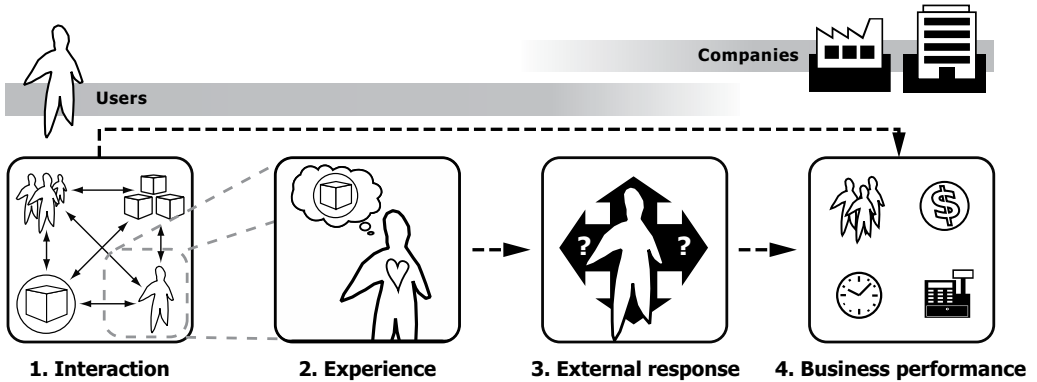 Companies
Users
? ?
$
1. Interaction 2. Experience 3. External response 4. Business performance